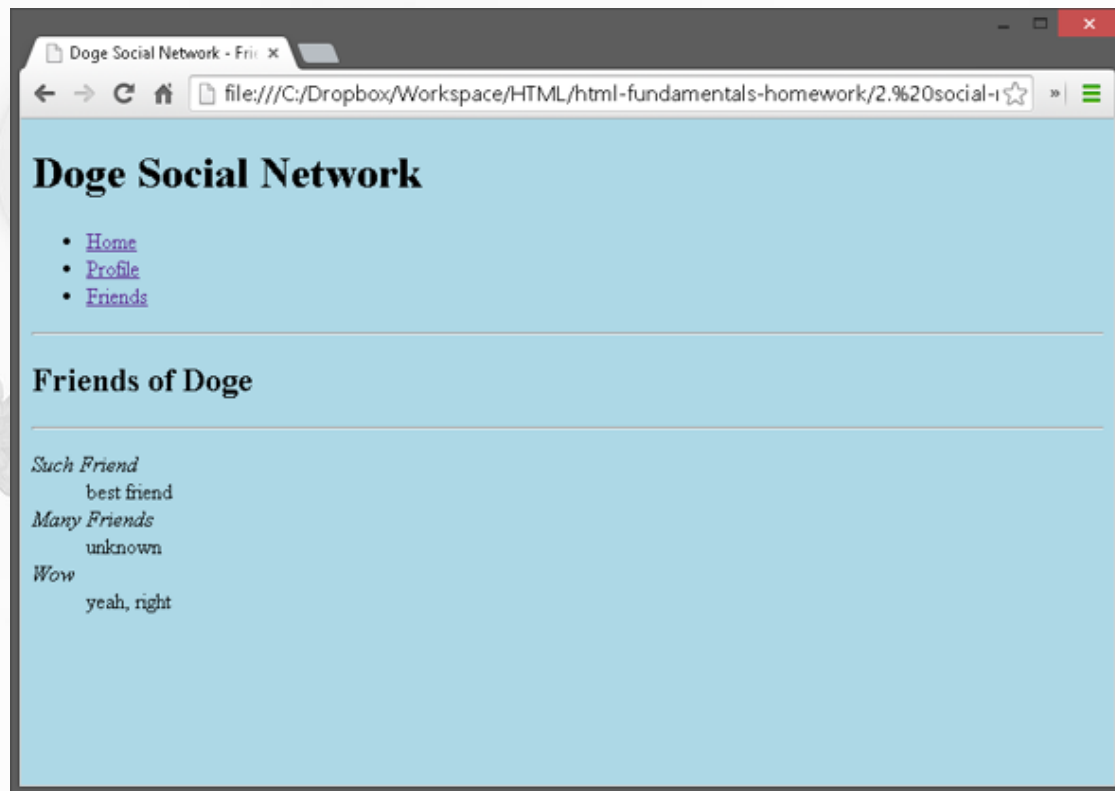 Doge Social Network - Frie
file:///C:/Dropbox/Workspace/HTML/html-fundamentals-homework/2.%20social-
Doge Social Network
Home
Profile
Friends
Friends of Doge
Such Friend
best friend
Many Friends
unknown
Wow
yeah, right